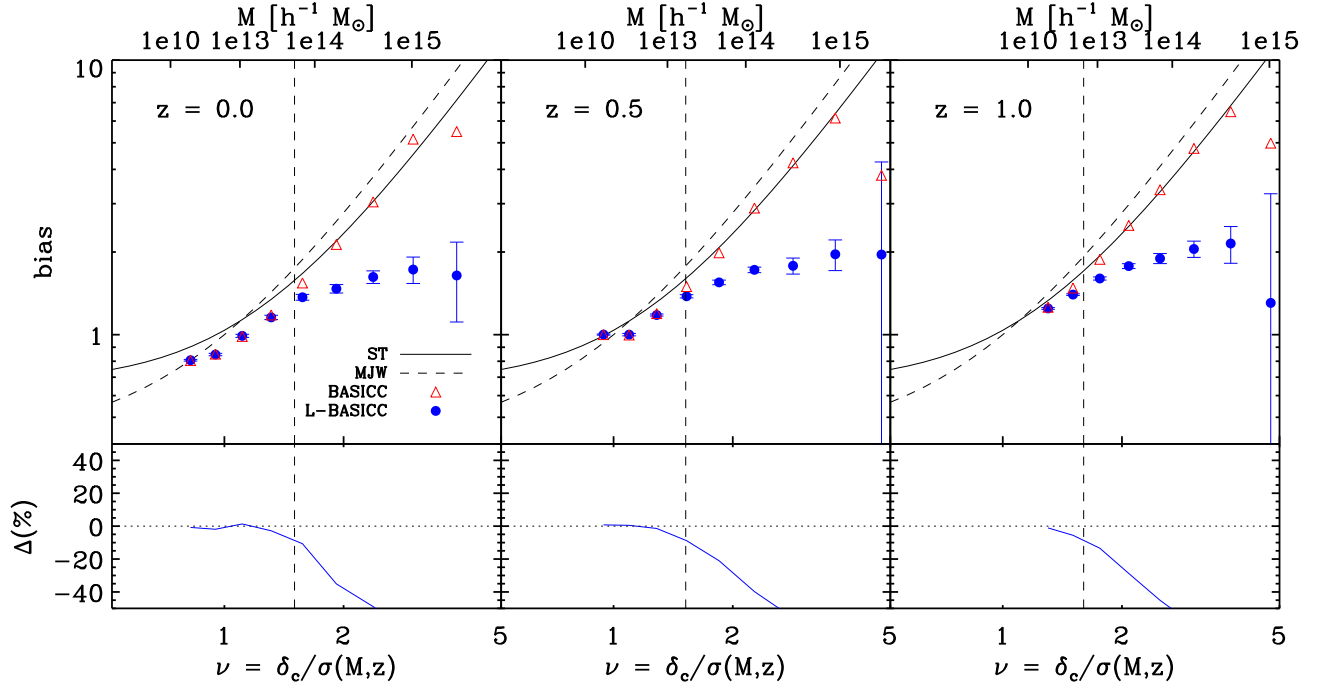 M [h⁻¹ M⊙] M [h⁻¹ M⊙] M [h⁻¹ M⊙]
1e10 1e13 1e14 1e15 1e10 1e13 1e14 1e15 1e10 1e13 1e14 1e15
10
z = 0.0 z = 0.5 z = 1.0
bias
1
ST
MJW
BASICC
L-BASICC
40
20
0
Δ(%)
-20
-40
1 2 5 1 2 5 1 2 5
ν = δc/σ(M,z) ν = δc/σ(M,z) ν = δc/σ(M,z)